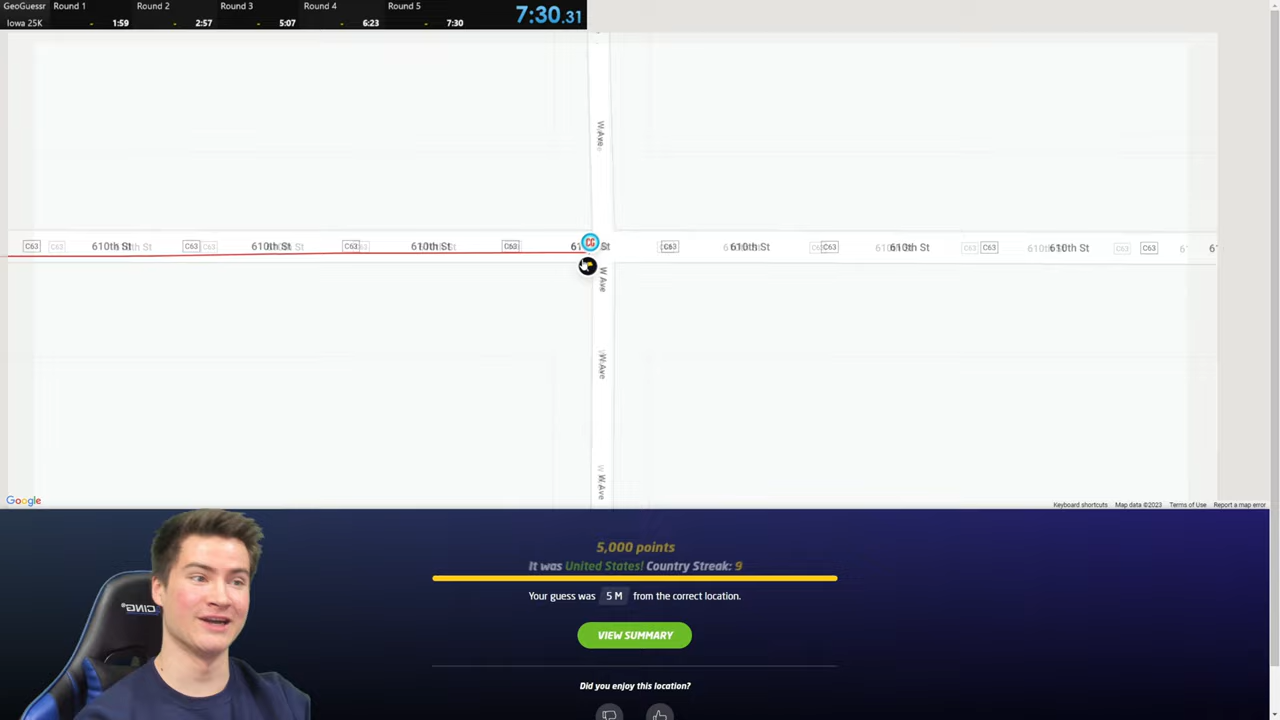 GeoGuessr Round 1 Round 2 Round 3 Round 4 Round 5
Iowa 25K - 1:59 - 2:57 - 5:07 - 6:23 - 7:30
7:30.31
W Ave
C63 610th St C63 610th St C63 610th St C63 C63 610th St C63 610th St C63 610th St C63
W Ave
W Ave
W Ave
Google
Keyboard shortcuts Map data ©2023 Terms of Use Report a map error
5,000 points
It was United States! Country Streak: 9
Your guess was 5 M from the correct location.
VIEW SUMMARY
Did you enjoy this location?
CING